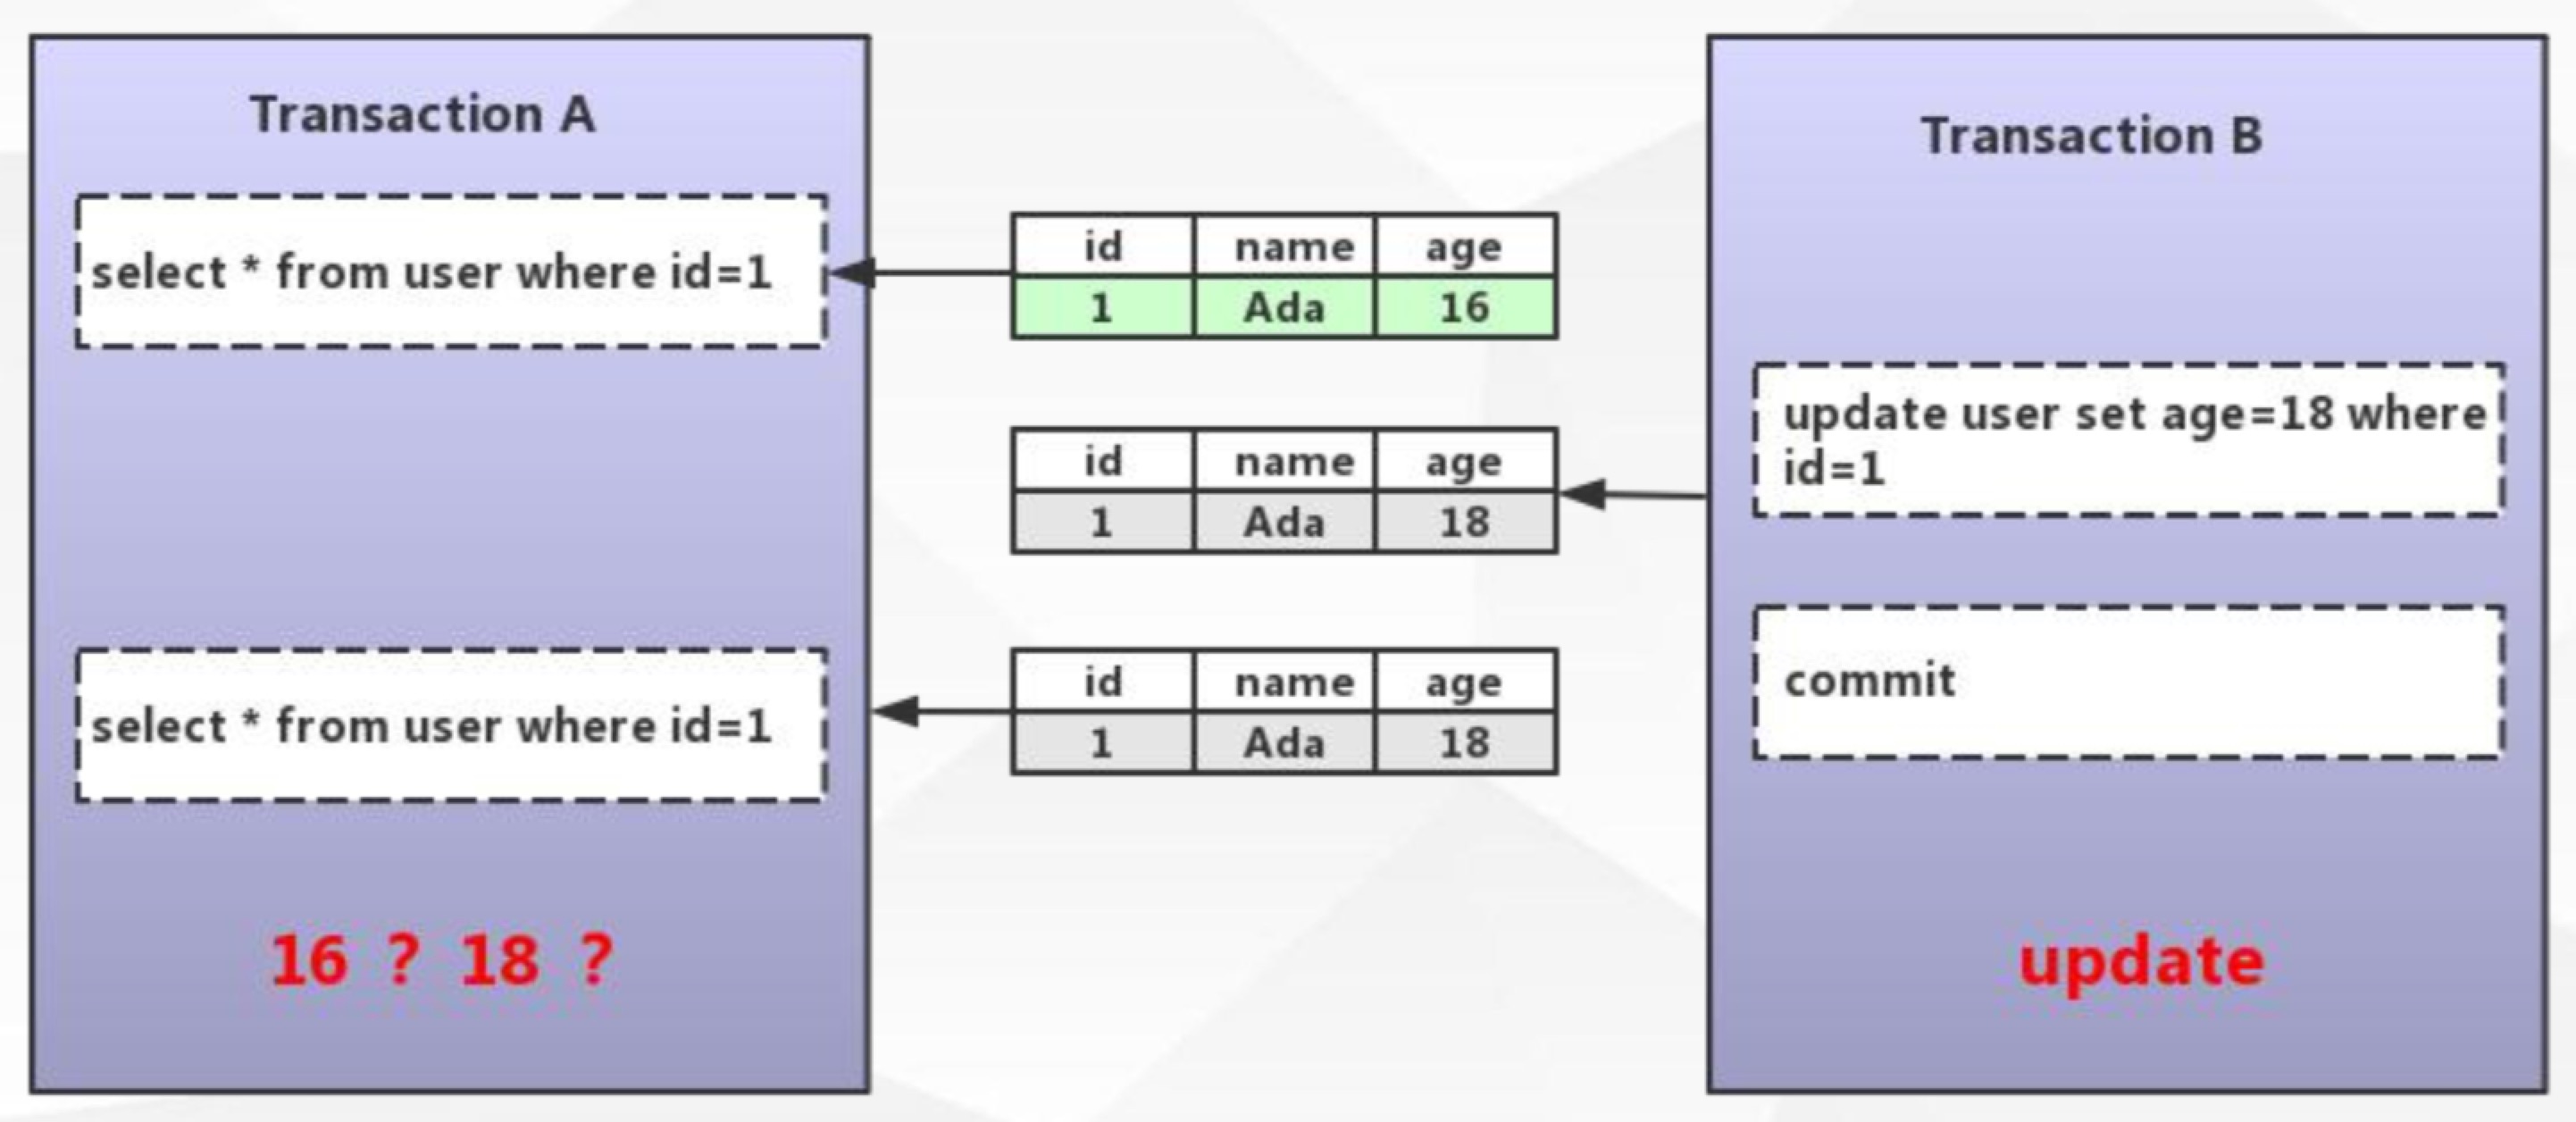 Transaction A
select * from user where id=1
select * from user where id=1
16 ? 18 ?
id name age
1 Ada 16
id name age
1 Ada 18
id name age
1 Ada 18
Transaction B
update user set age=18 where
id=1
commit
update